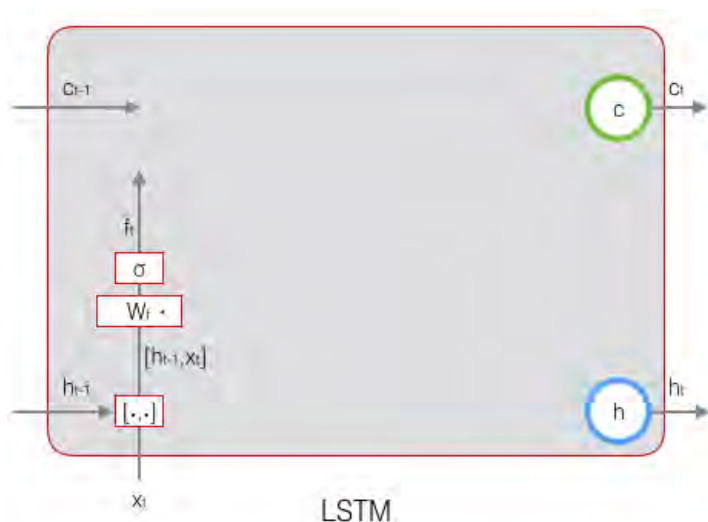 Ct-1
c
Ct
ft
σ
Wf ·
[ht-1,xt]
ht-1
[·,·]
h
ht
xt
LSTM